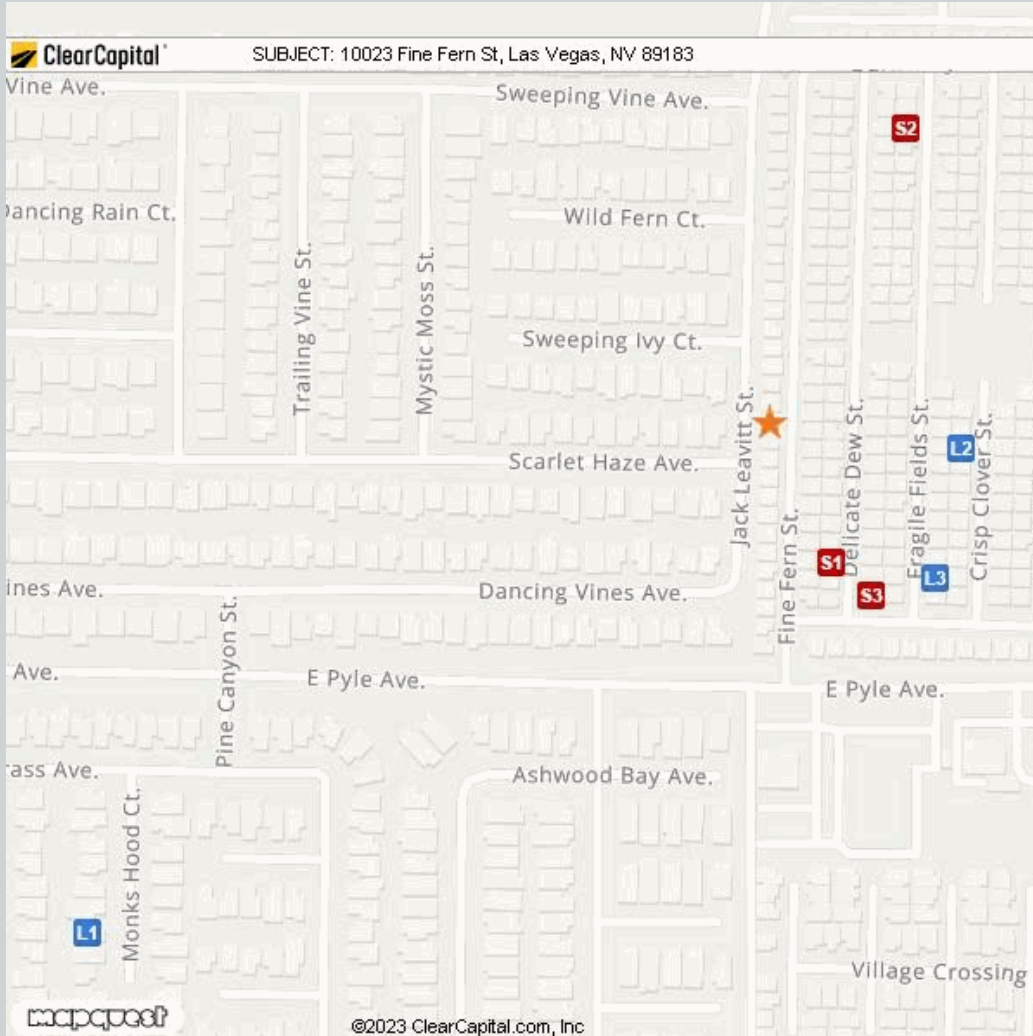 ClearCapital
SUBJECT: 10023 Fine Fern St, Las Vegas, NV 89183
Vine Ave.
Sweeping Vine Ave.
S2
Dancing Rain Ct.
Wild Fern Ct.
Trailing Vine St.
Mystic Moss St.
Sweeping Ivy Ct.
Jack Leavitt St.
Delicate Dew St.
Fragile Fields St.
L2
Crisp Clover St.
Scarlet Haze Ave.
Fine Fern St.
S1
L3
S3
ines Ave.
Dancing Vines Ave.
Pine Canyon St.
Ave.
E Pyle Ave.
E Pyle Ave.
rass Ave.
Ashwood Bay Ave.
Monks Hood Ct.
L1
Village Crossing
mapquest
©2023 ClearCapital.com, Inc